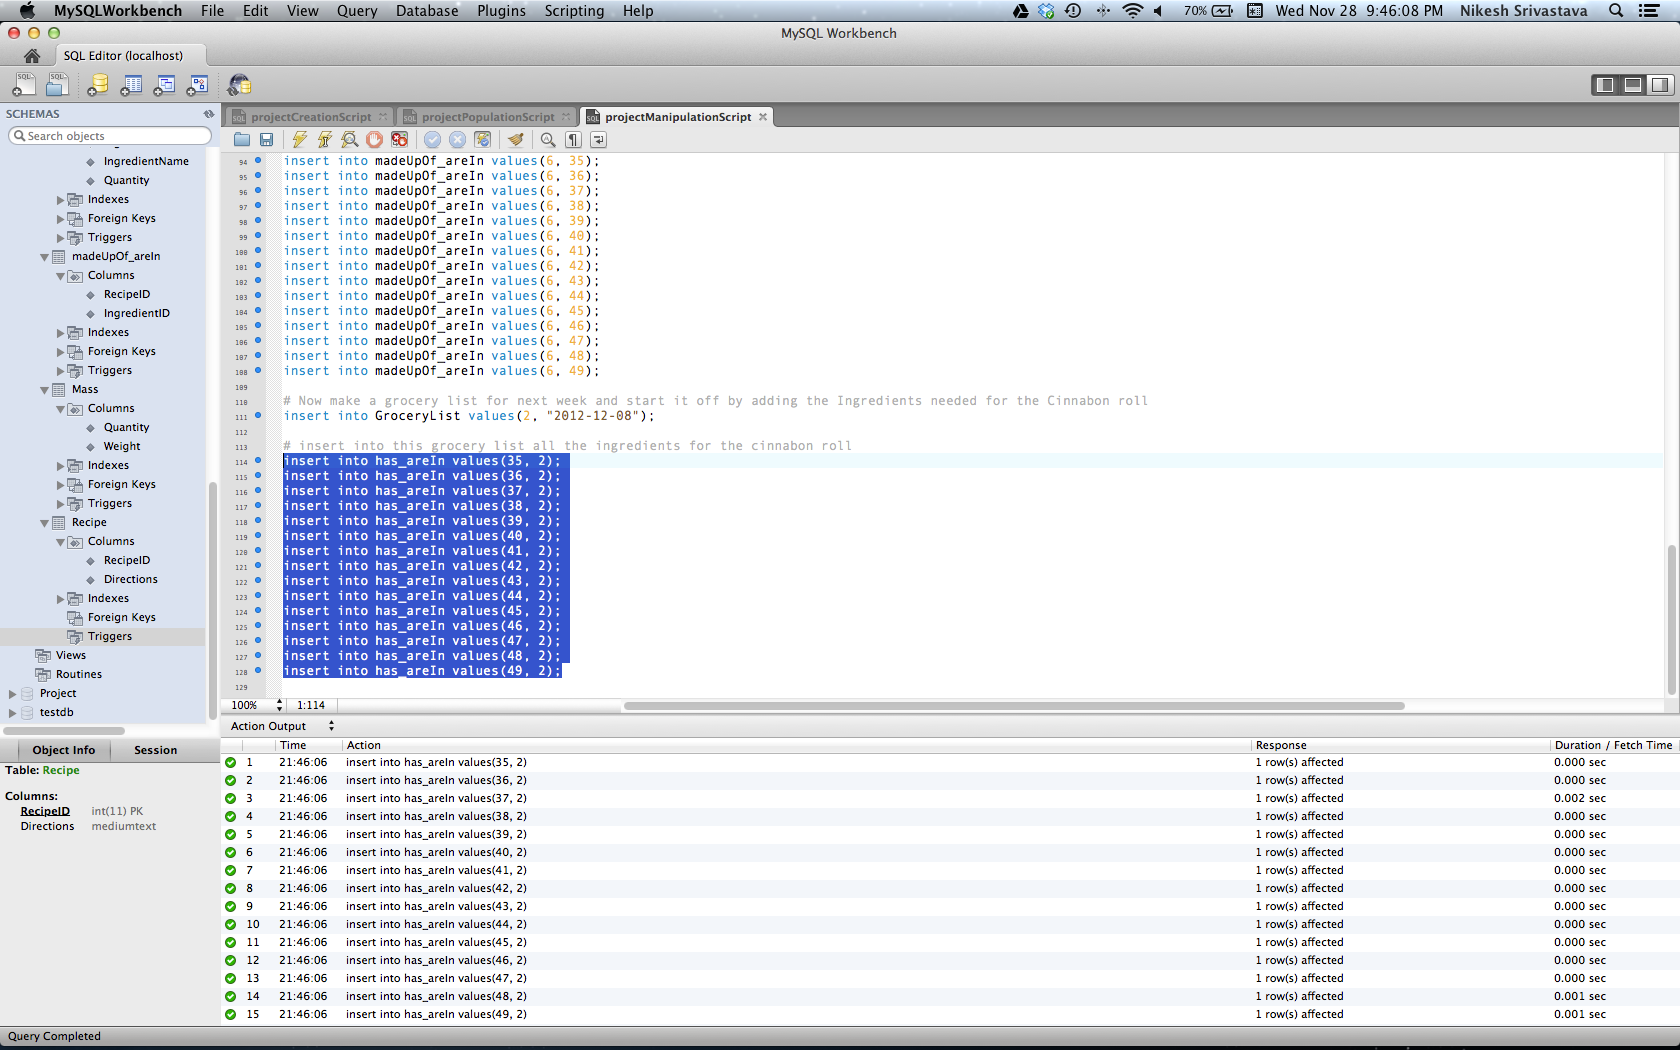 MySQLWorkbench File Edit View Query Database Plugins Scripting Help 70% Wed Nov 28 9:46:08 PM Nikesh Srivastava
MySQL Workbench
SQL Editor (localhost)
SCHEMAS
Search objects
IngredientName
Quantity
Indexes
Foreign Keys
Triggers
madeUpOf_areIn
Columns
RecipeID
IngredientID
Indexes
Foreign Keys
Triggers
Mass
Columns
Quantity
Weight
Indexes
Foreign Keys
Triggers
Recipe
Columns
RecipeID
Directions
Indexes
Foreign Keys
Triggers
Views
Routines
Project
testdb
Object Info Session
Table: Recipe
Columns:
RecipeID int(11) PK
Directions mediumtext
projectCreationScript projectPopulationScript projectManipulationScript
94 insert into madeUpOf_areIn values(6, 35);
95 insert into madeUpOf_areIn values(6, 36);
96 insert into madeUpOf_areIn values(6, 37);
97 insert into madeUpOf_areIn values(6, 38);
98 insert into madeUpOf_areIn values(6, 39);
99 insert into madeUpOf_areIn values(6, 40);
100 insert into madeUpOf_areIn values(6, 41);
101 insert into madeUpOf_areIn values(6, 42);
102 insert into madeUpOf_areIn values(6, 43);
103 insert into madeUpOf_areIn values(6, 44);
104 insert into madeUpOf_areIn values(6, 45);
105 insert into madeUpOf_areIn values(6, 46);
106 insert into madeUpOf_areIn values(6, 47);
107 insert into madeUpOf_areIn values(6, 48);
108 insert into madeUpOf_areIn values(6, 49);
109
110 # Now make a grocery list for next week and start it off by adding the Ingredients needed for the Cinnabon roll
111 insert into GroceryList values(2, "2012-12-08");
112
113 # insert into this grocery list all the ingredients for the cinnabon roll
114 insert into has_areIn values(35, 2);
115 insert into has_areIn values(36, 2);
116 insert into has_areIn values(37, 2);
117 insert into has_areIn values(38, 2);
118 insert into has_areIn values(39, 2);
119 insert into has_areIn values(40, 2);
120 insert into has_areIn values(41, 2);
121 insert into has_areIn values(42, 2);
122 insert into has_areIn values(43, 2);
123 insert into has_areIn values(44, 2);
124 insert into has_areIn values(45, 2);
125 insert into has_areIn values(46, 2);
126 insert into has_areIn values(47, 2);
127 insert into has_areIn values(48, 2);
128 insert into has_areIn values(49, 2);
129
100% 1:114
Action Output
Time Action Response Duration / Fetch Time
1 21:46:06 insert into has_areIn values(35, 2) 1 row(s) affected 0.000 sec
2 21:46:06 insert into has_areIn values(36, 2) 1 row(s) affected 0.000 sec
3 21:46:06 insert into has_areIn values(37, 2) 1 row(s) affected 0.002 sec
4 21:46:06 insert into has_areIn values(38, 2) 1 row(s) affected 0.000 sec
5 21:46:06 insert into has_areIn values(39, 2) 1 row(s) affected 0.000 sec
6 21:46:06 insert into has_areIn values(40, 2) 1 row(s) affected 0.000 sec
7 21:46:06 insert into has_areIn values(41, 2) 1 row(s) affected 0.000 sec
8 21:46:06 insert into has_areIn values(42, 2) 1 row(s) affected 0.000 sec
9 21:46:06 insert into has_areIn values(43, 2) 1 row(s) affected 0.000 sec
10 21:46:06 insert into has_areIn values(44, 2) 1 row(s) affected 0.000 sec
11 21:46:06 insert into has_areIn values(45, 2) 1 row(s) affected 0.000 sec
12 21:46:06 insert into has_areIn values(46, 2) 1 row(s) affected 0.000 sec
13 21:46:06 insert into has_areIn values(47, 2) 1 row(s) affected 0.000 sec
14 21:46:06 insert into has_areIn values(48, 2) 1 row(s) affected 0.001 sec
15 21:46:06 insert into has_areIn values(49, 2) 1 row(s) affected 0.001 sec
Query Completed